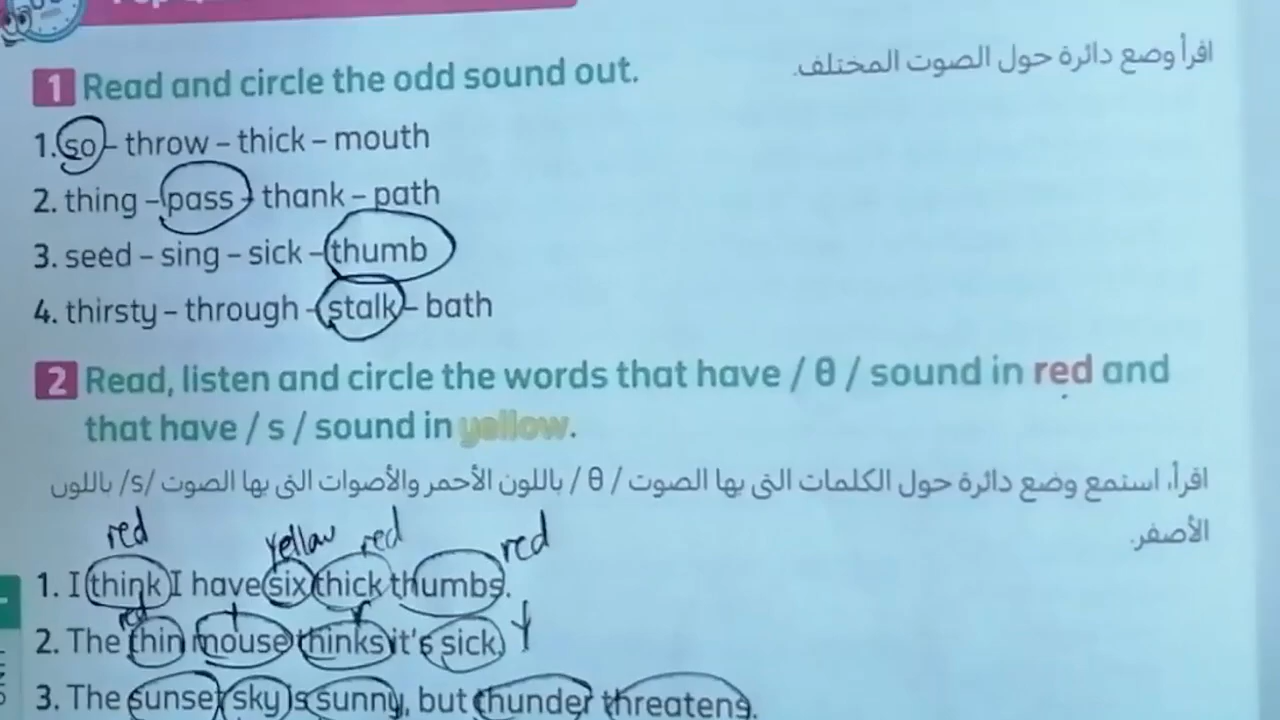 1 Read and circle the odd sound out.
اقرأ وضع دائرة حول الصوت المختلف.
1. so – throw – thick – mouth
2. thing – pass – thank – path
3. seed – sing – sick – thumb
4. thirsty – through – stalk – bath
2 Read, listen and circle the words that have / θ / sound in red and
that have / s / sound in yellow.
اقرأ، استمع وضع دائرة حول الكلمات التى بها الصوت / θ / باللون الأحمر والأصوات التى بها الصوت /s/ باللون
الأصفر.
red yellow red red
1. I think I have six thick thumbs.
red y r y
2. The thin mouse thinks it's sick.
3. The sunset sky is sunny, but thunder threatens.